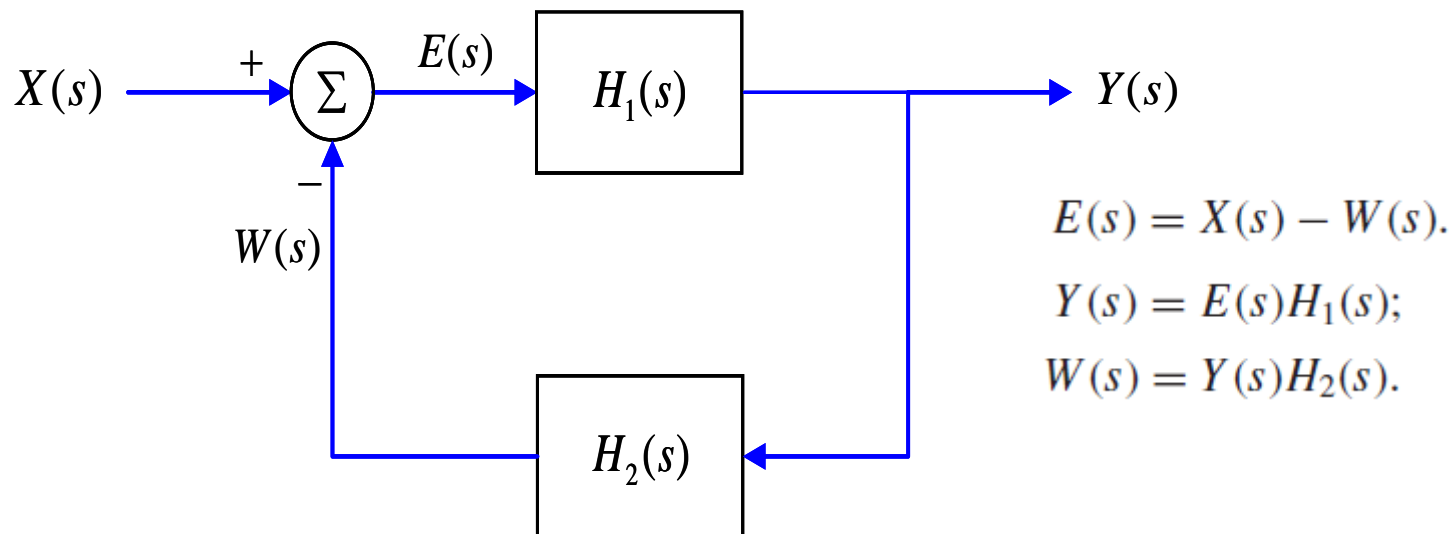 X(s)
+
Σ
E(s)
H₁(s)
Y(s)
−
W(s)
E(s) = X(s) − W(s).
Y(s) = E(s)H₁(s);
W(s) = Y(s)H₂(s).
H₂(s)